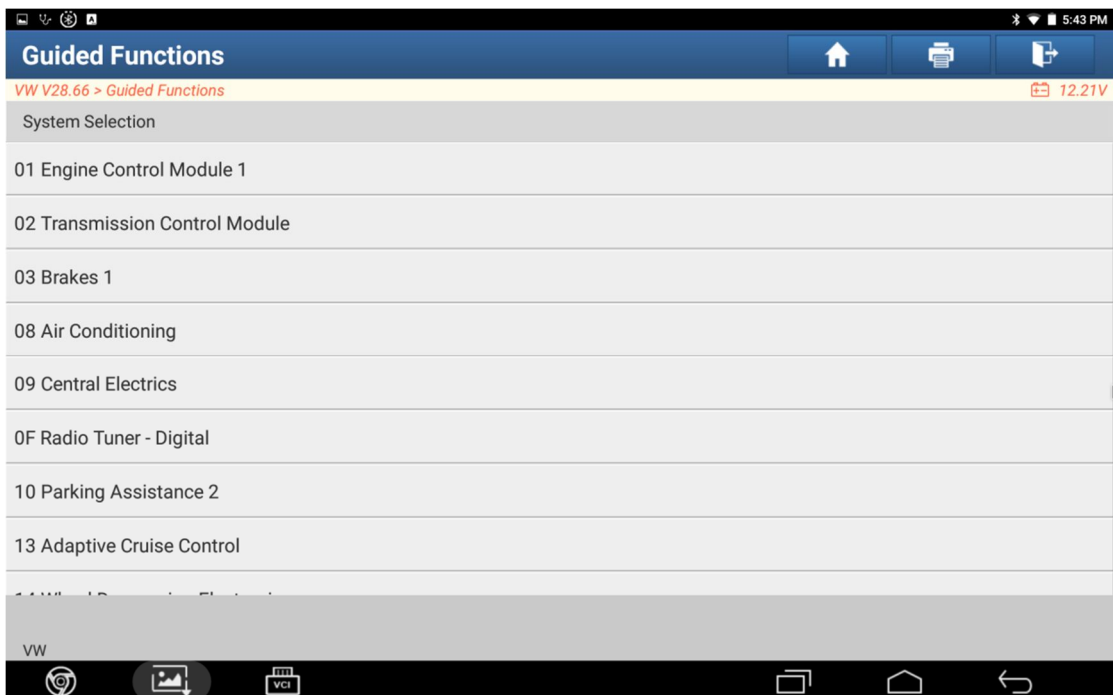 5:43 PM
Guided Functions
VW V28.66 > Guided Functions
12.21V
System Selection
01 Engine Control Module 1
02 Transmission Control Module
03 Brakes 1
08 Air Conditioning
09 Central Electrics
0F Radio Tuner - Digital
10 Parking Assistance 2
13 Adaptive Cruise Control
VW
VCI